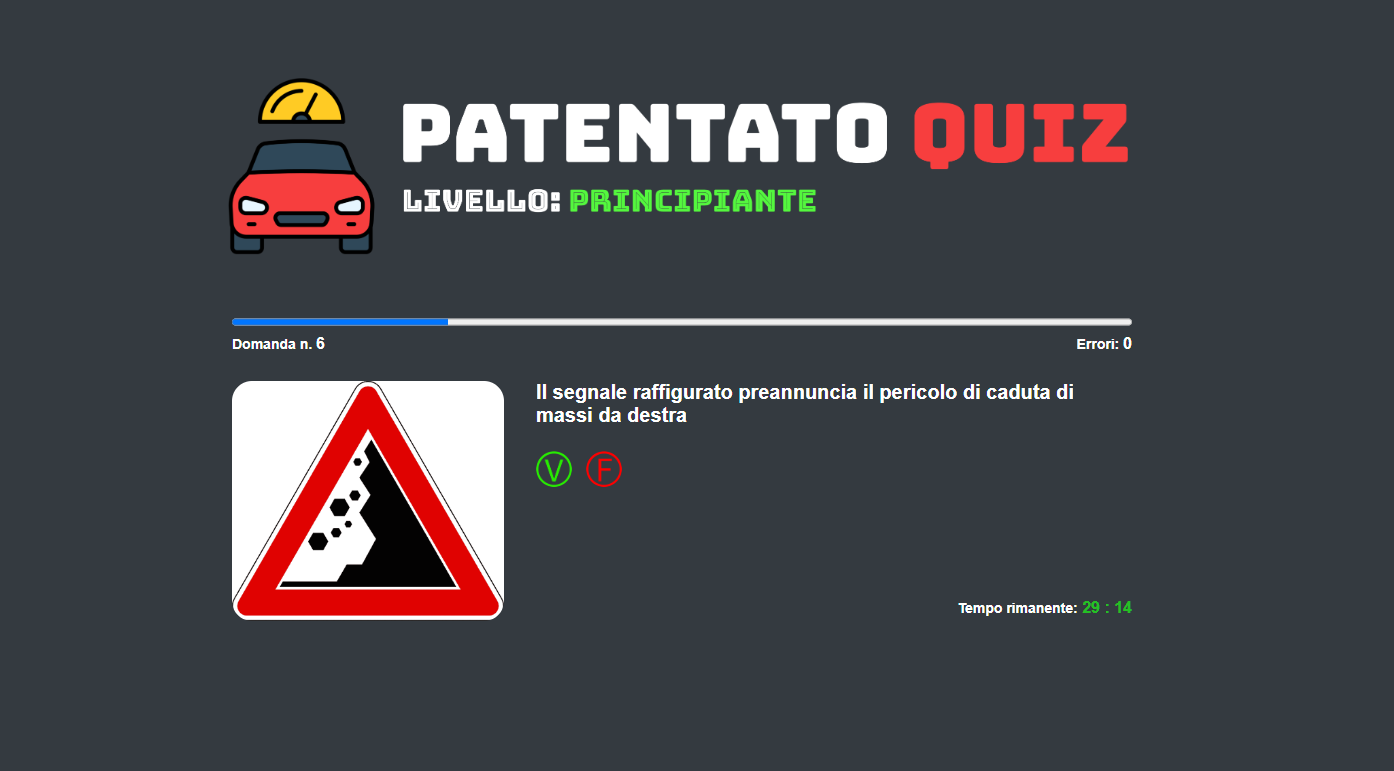 PATENTATO QUIZ
LIVELLO: PRINCIPIANTE
Domanda n. 6
Errori: 0
Il segnale raffigurato preannuncia il pericolo di caduta di
massi da destra
V F
Tempo rimanente: 29 : 14